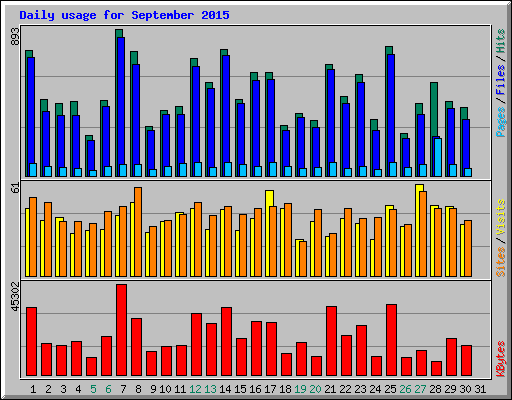 Daily usage for September 2015
893
Pages / Files / Hits
61
Sites / Visits
45302
KBytes
1 2 3 4 5 6 7 8 9 10 11 12 13 14 15 16 17 18 19 20 21 22 23 24 25 26 27 28 29 30 31